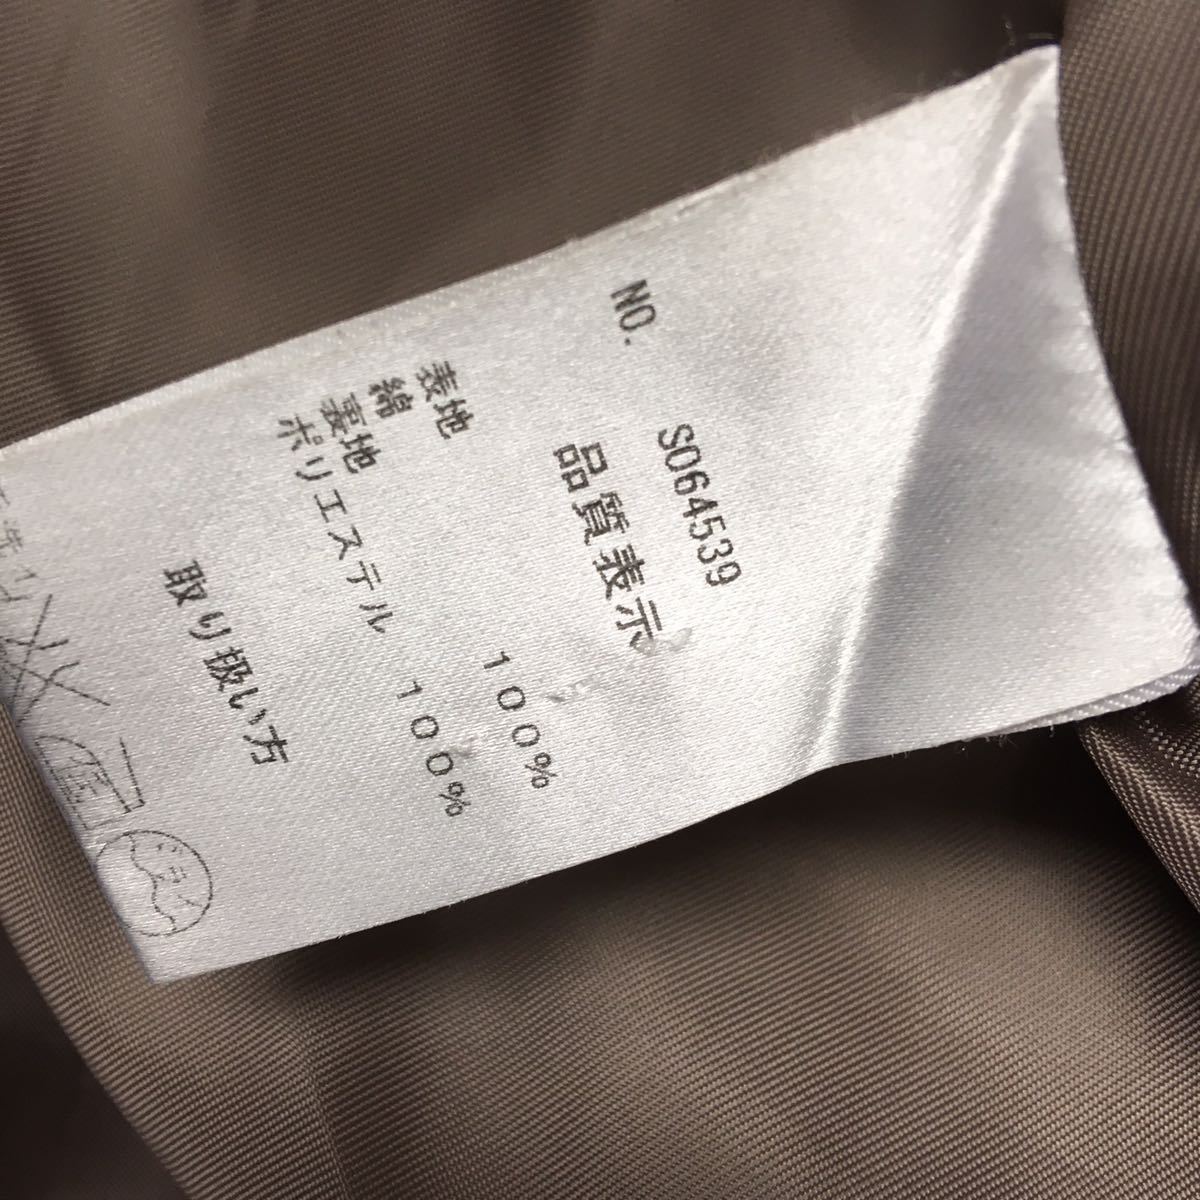 NO. S064539
品質表示
表地
綿 100%
裏地
ポリエステル 100%
取り扱い方